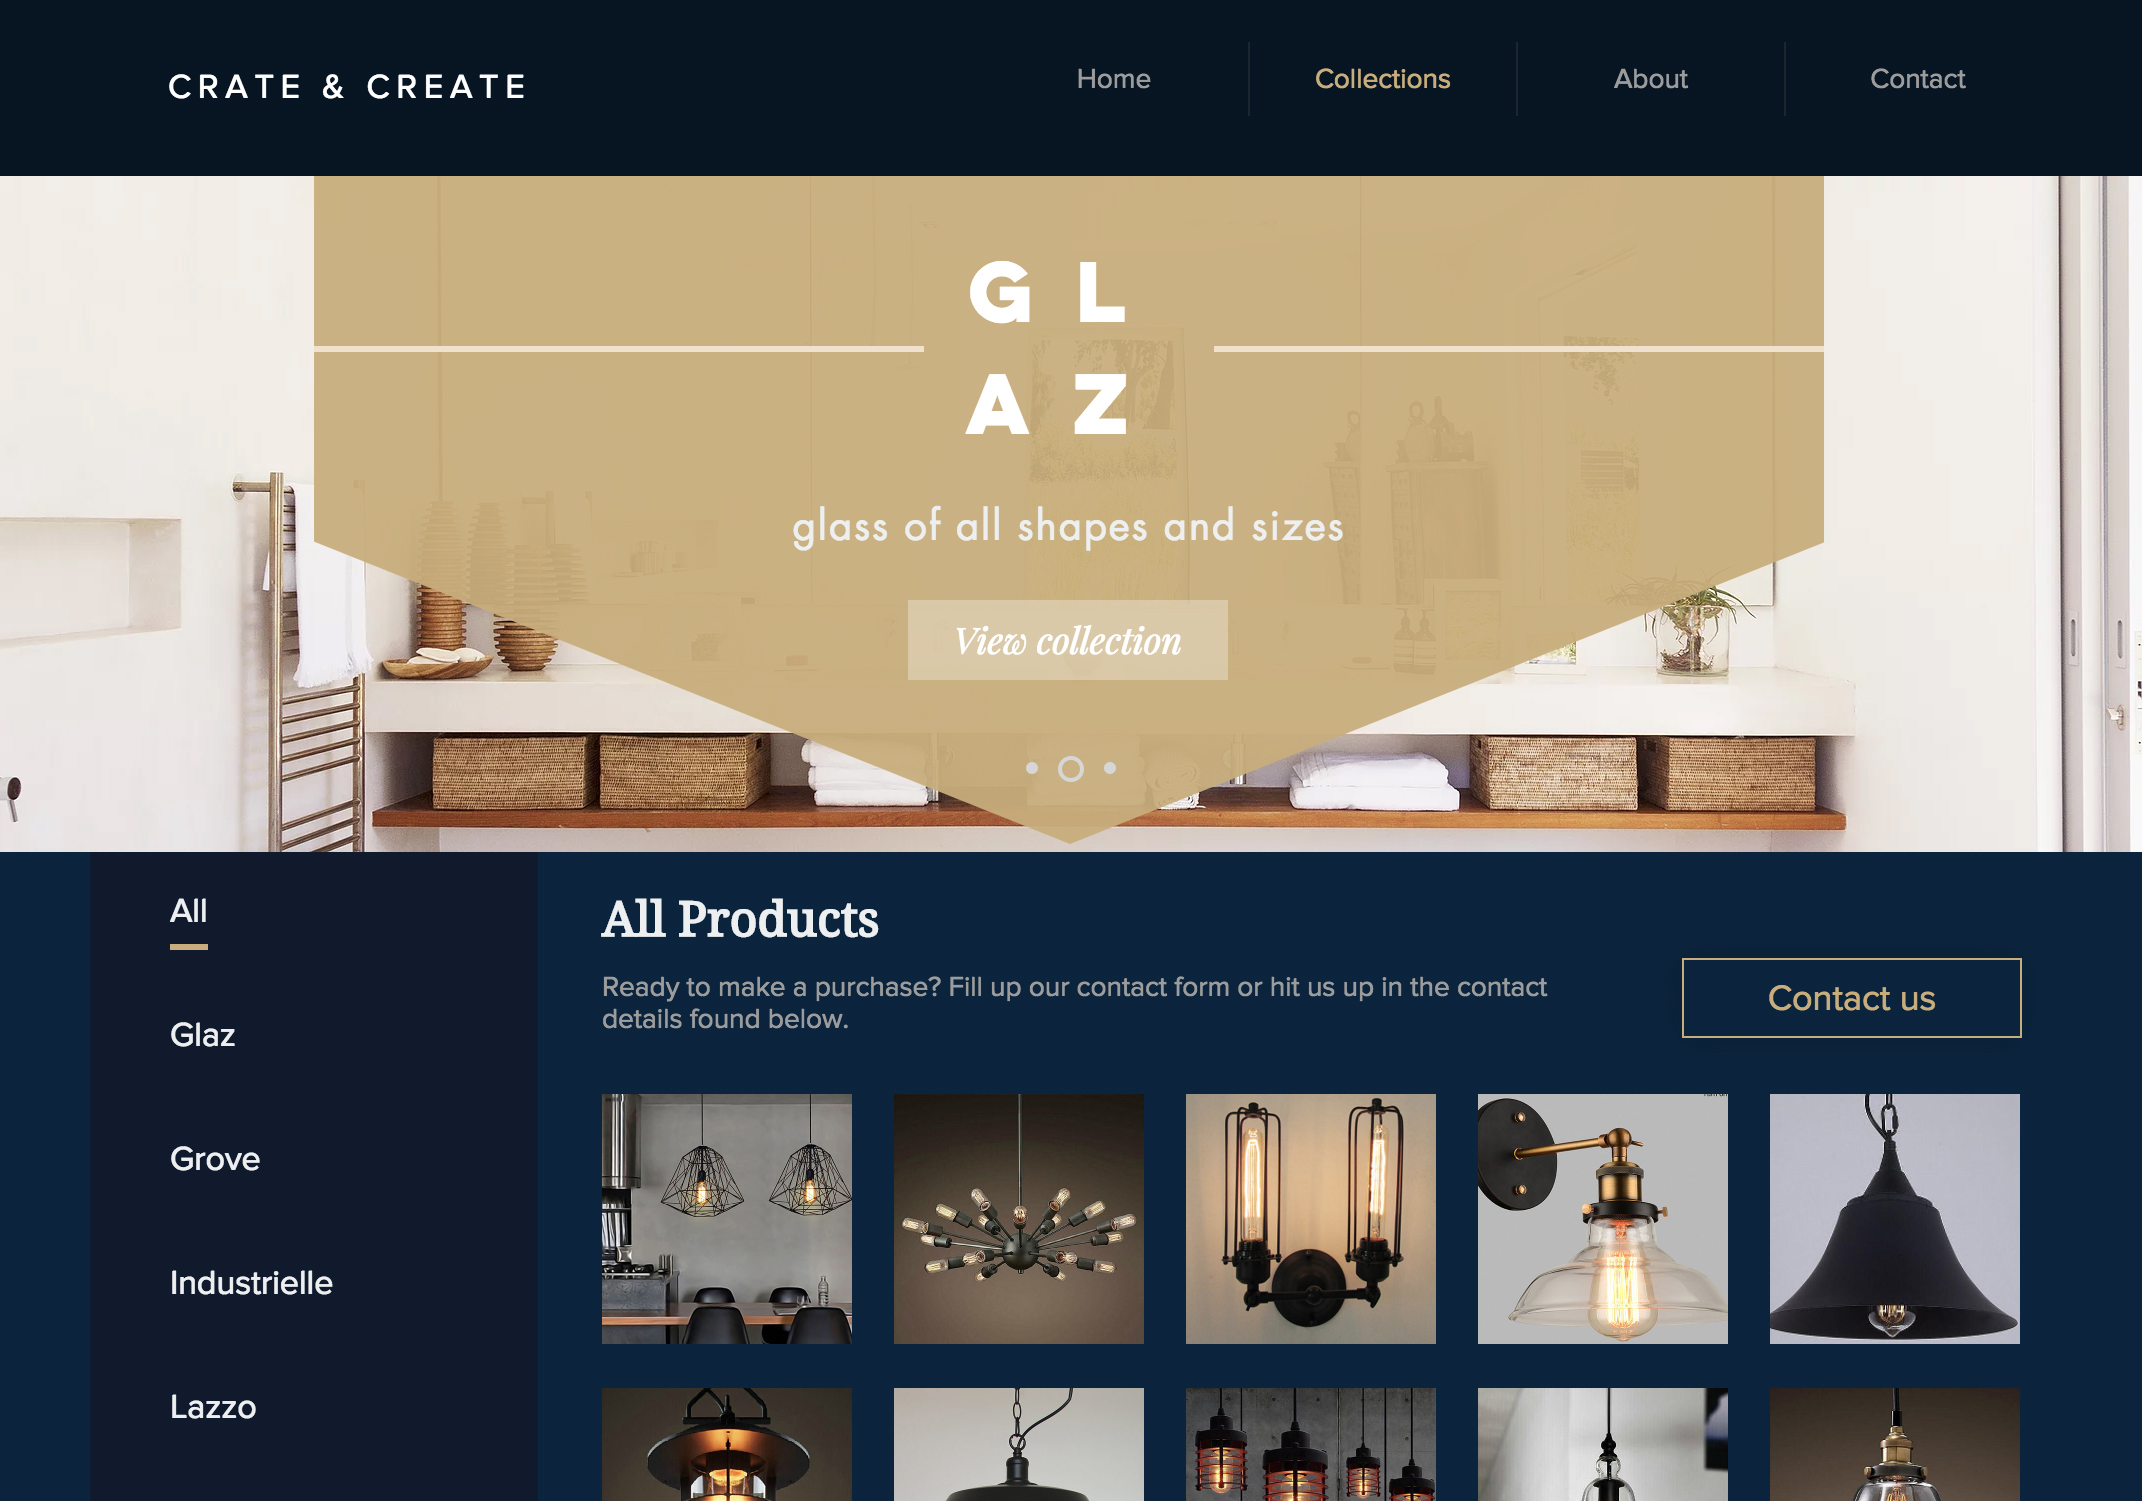 CRATE & CREATE
Home
Collections
About
Contact
G L
A Z
glass of all shapes and sizes
View collection
All
Glaz
Grove
Industrielle
Lazzo
All Products
Ready to make a purchase? Fill up our contact form or hit us up in the contact
details found below.
Contact us